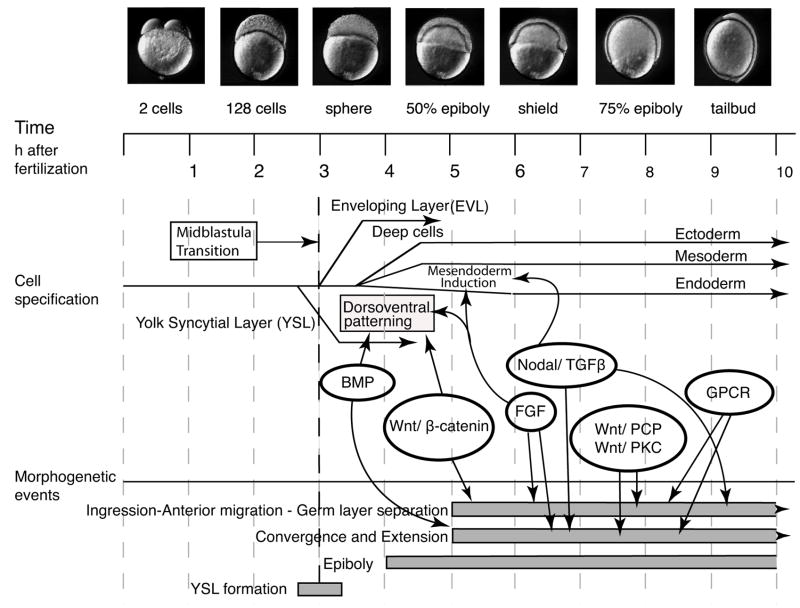 2 cells 128 cells sphere 50% epiboly shield 75% epiboly tailbud
Time
h after
fertilization
1 2 3 4 5 6 7 8 9 10
Enveloping Layer(EVL)
Midblastula
Transition
Deep cells
Ectoderm
Mesoderm
Mesendoderm
Induction
Endoderm
Cell
specification
Dorsoventral
patterning
Yolk Syncytial Layer (YSL)
Nodal/ TGFβ
BMP
GPCR
FGF
Wnt/ β-catenin
Wnt/ PCP
Wnt/ PKC
Morphogenetic
events
Ingression-Anterior migration - Germ layer separation
Convergence and Extension
Epiboly
YSL formation